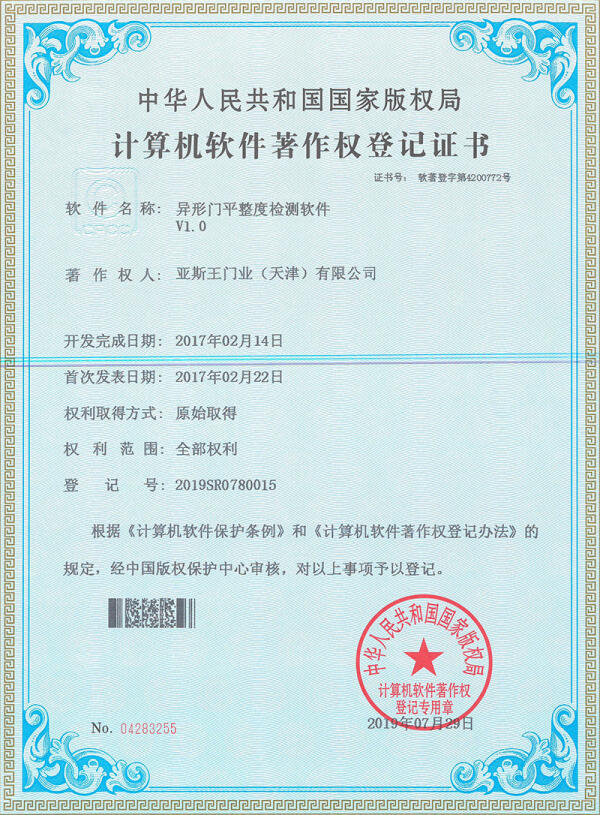 中华人民共和国国家版权局
计算机软件著作权登记证书
证书号： 软著登字第4200772号
CPCC
软件名称： 异形门平整度检测软件
V1.0
著作权人： 亚斯王门业（天津）有限公司
开发完成日期： 2017年02月14日
首次发表日期： 2017年02月22日
权利取得方式： 原始取得
权利范围： 全部权利
登记号： 2019SR0780015
根据《计算机软件保护条例》和《计算机软件著作权登记办法》的
规定，经中国版权保护中心审核，对以上事项予以登记。
中华人民共和国国家版权局
计算机软件著作权
登记专用章
No. 04283255
2019年07月29日